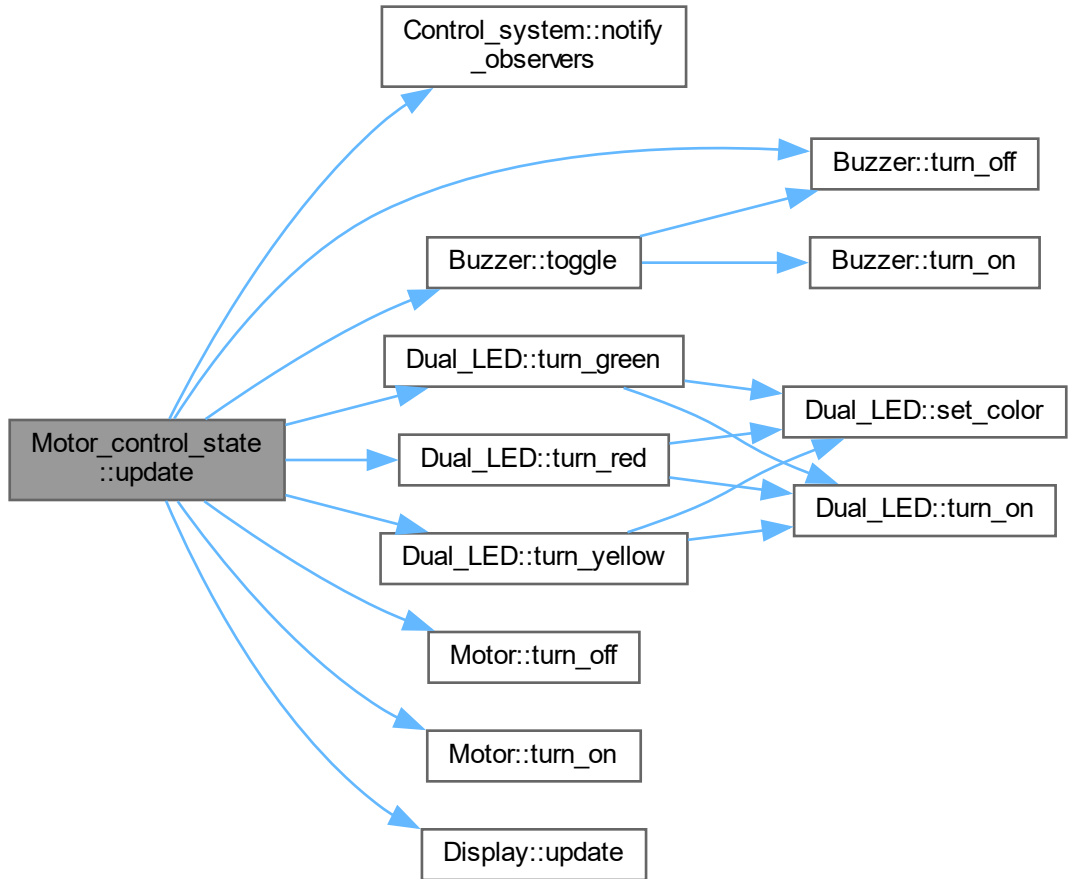 Control_system::notify
_observers
Buzzer::turn_off
Buzzer::toggle
Buzzer::turn_on
Dual_LED::turn_green
Dual_LED::set_color
Motor_control_state
::update
Dual_LED::turn_red
Dual_LED::turn_on
Dual_LED::turn_yellow
Motor::turn_off
Motor::turn_on
Display::update